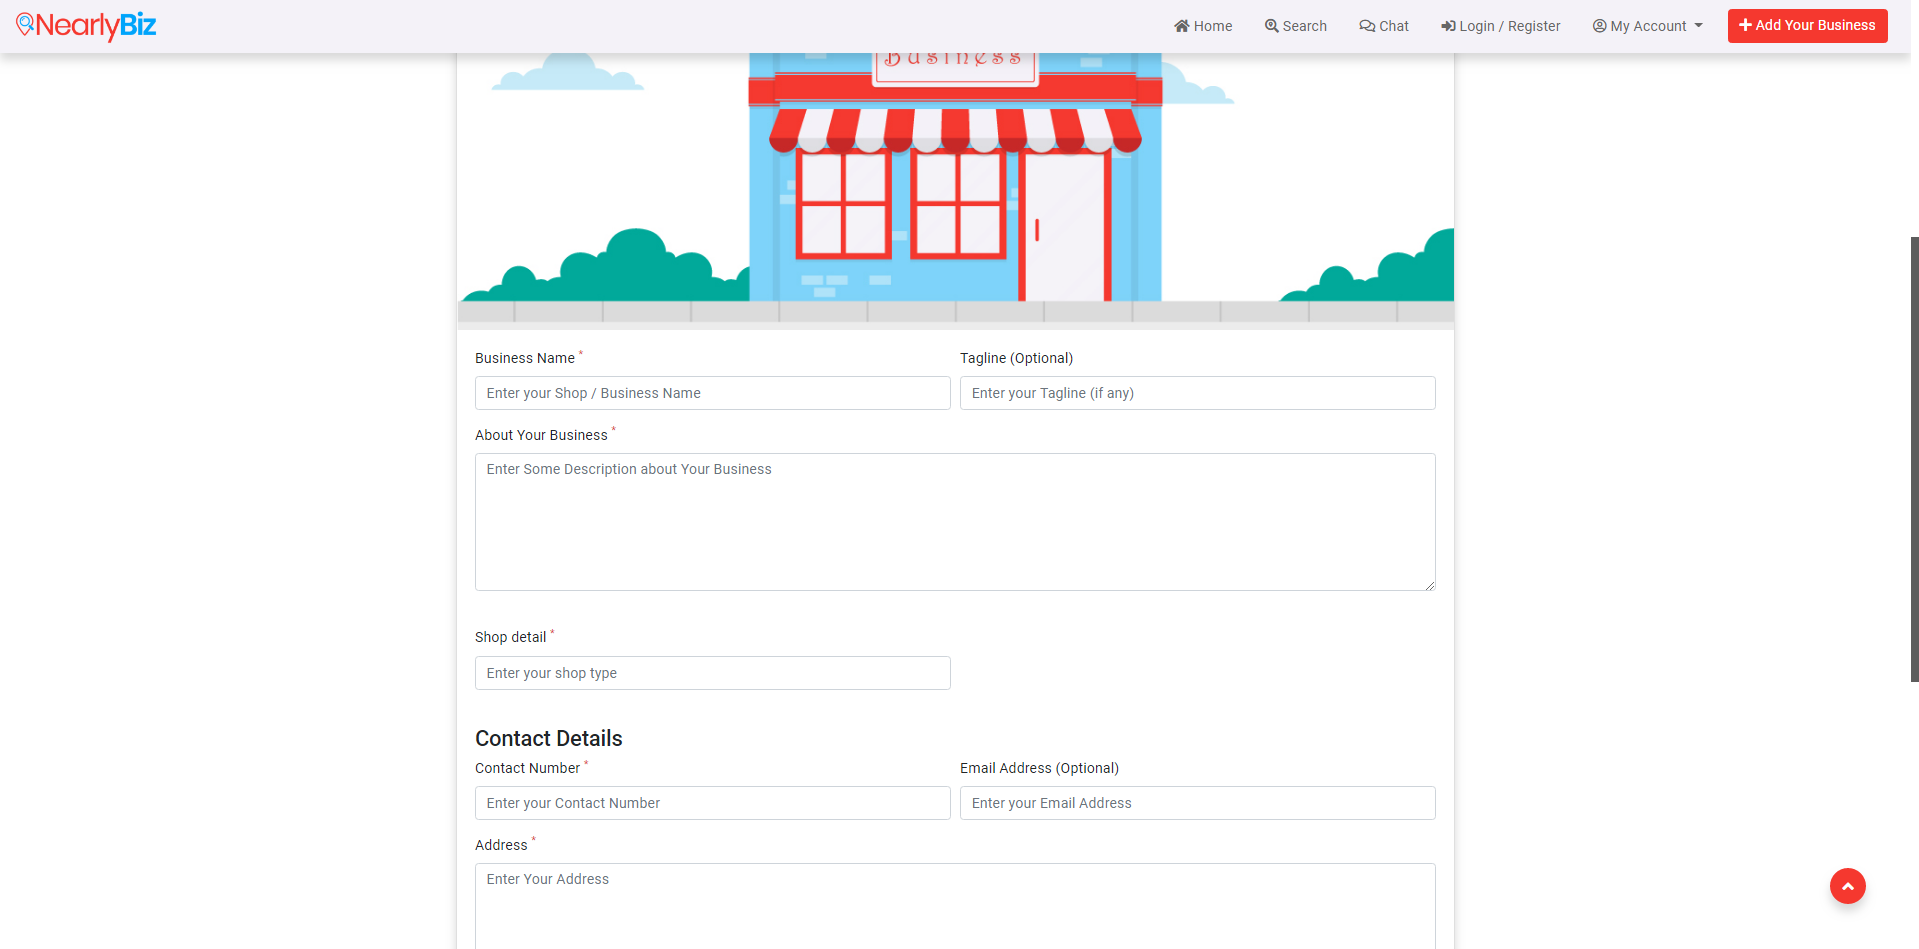 NearlyBiz
Home Search Chat Login / Register My Account Add Your Business
Business
Business Name *
Tagline (Optional)
Enter your Shop / Business Name
Enter your Tagline (if any)
About Your Business *
Enter Some Description about Your Business
Shop detail *
Enter your shop type
Contact Details
Contact Number *
Email Address (Optional)
Enter your Contact Number
Enter your Email Address
Address *
Enter Your Address